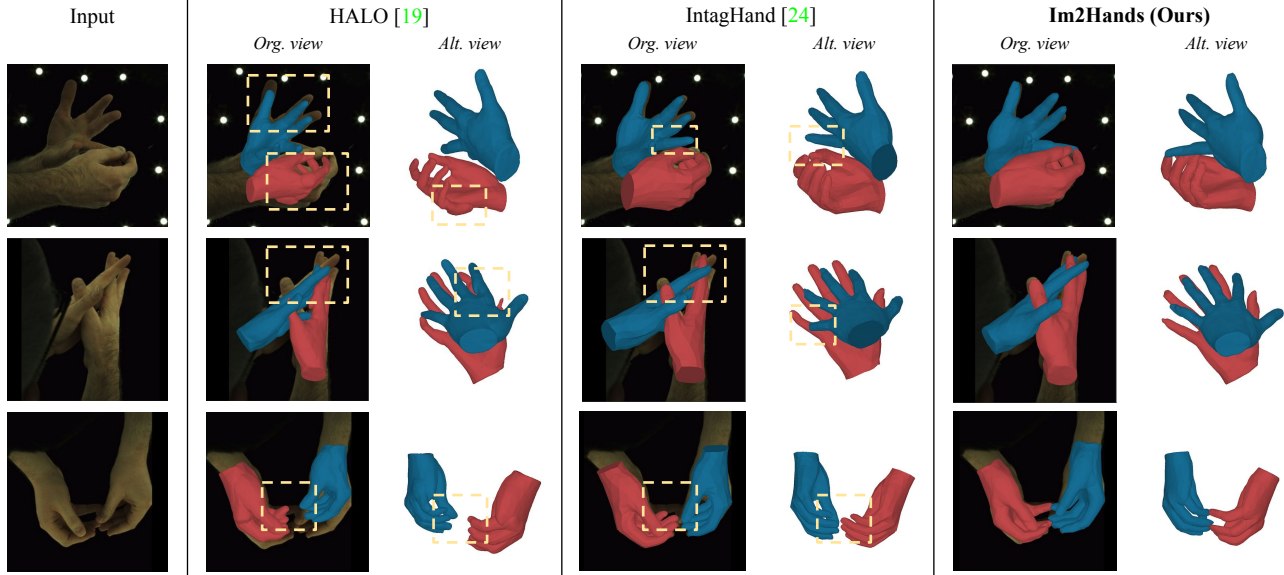 Input
HALO [19]
IntagHand [24]
Im2Hands (Ours)
Org. view
Alt. view
Org. view
Alt. view
Org. view
Alt. view